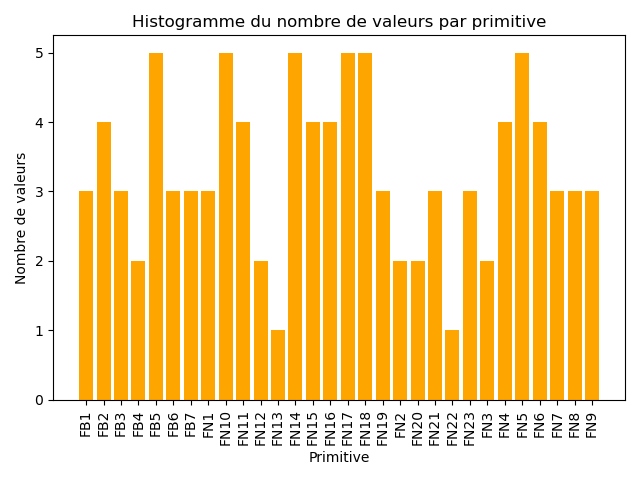 Histogramme du nombre de valeurs par primitive
Nombre de valeurs
5
4
3
2
1
0
FB1 FB2 FB3 FB4 FB5 FB6 FB7 FN1 FN10 FN11 FN12 FN13 FN14 FN15 FN16 FN17 FN18 FN19 FN2 FN20 FN21 FN22 FN23 FN3 FN4 FN5 FN6 FN7 FN8 FN9
Primitive